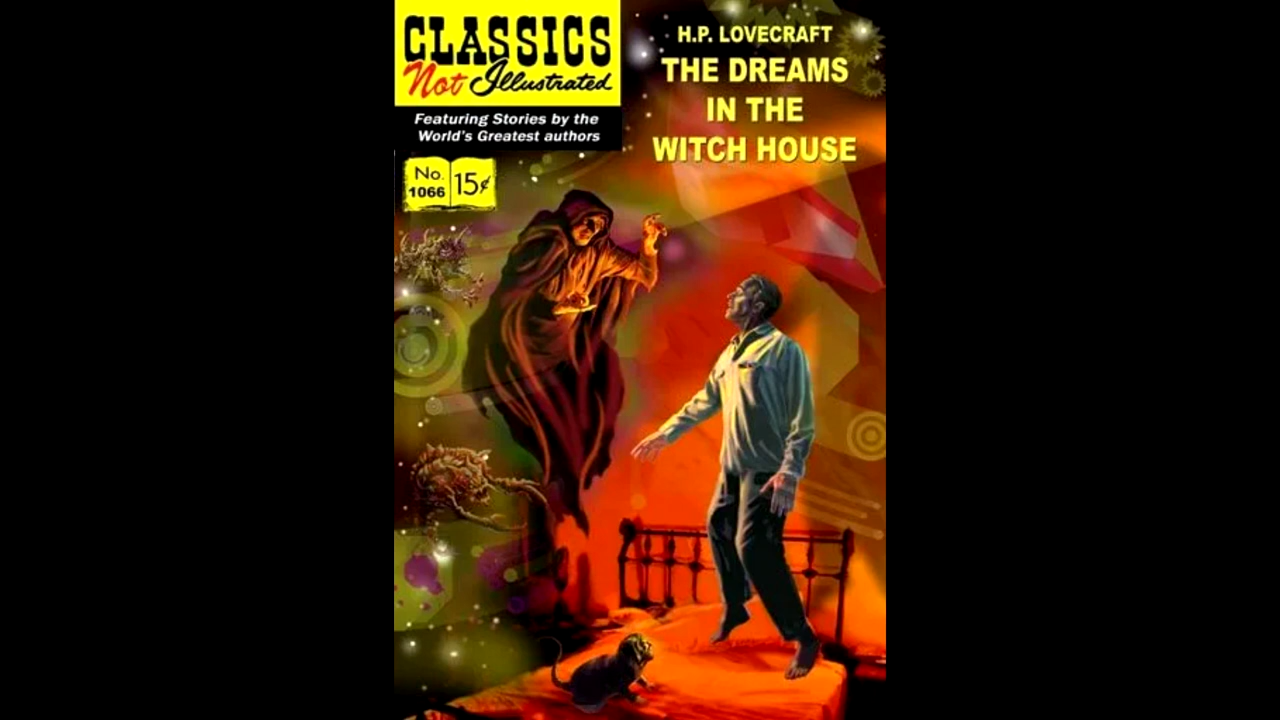 CLASSICS
Not Illustrated
Featuring Stories by the
World's Greatest authors
No.
1066
15¢
H.P. LOVECRAFT
THE DREAMS
IN THE
WITCH HOUSE